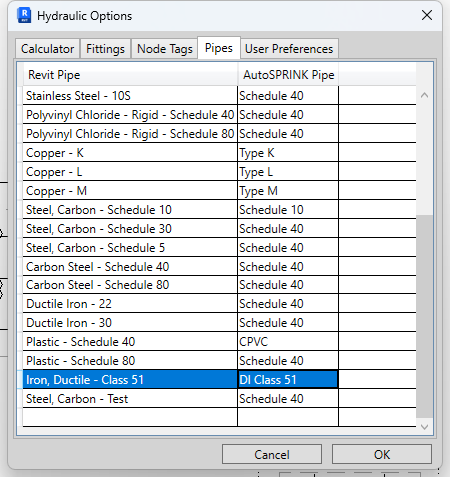 Hydraulic Options
Calculator Fittings Node Tags Pipes User Preferences
Revit Pipe AutoSPRINK Pipe
Stainless Steel - 10S Schedule 40
Polyvinyl Chloride - Rigid - Schedule 40 Schedule 40
Polyvinyl Chloride - Rigid - Schedule 80 Schedule 40
Copper - K Type K
Copper - L Type L
Copper - M Type M
Steel, Carbon - Schedule 10 Schedule 10
Steel, Carbon - Schedule 30 Schedule 40
Steel, Carbon - Schedule 5 Schedule 40
Carbon Steel - Schedule 40 Schedule 40
Carbon Steel - Schedule 80 Schedule 40
Ductile Iron - 22 Schedule 40
Ductile Iron - 30 Schedule 40
Plastic - Schedule 40 CPVC
Plastic - Schedule 80 Schedule 40
Iron, Ductile - Class 51 DI Class 51
Steel, Carbon - Test Schedule 40
Cancel OK